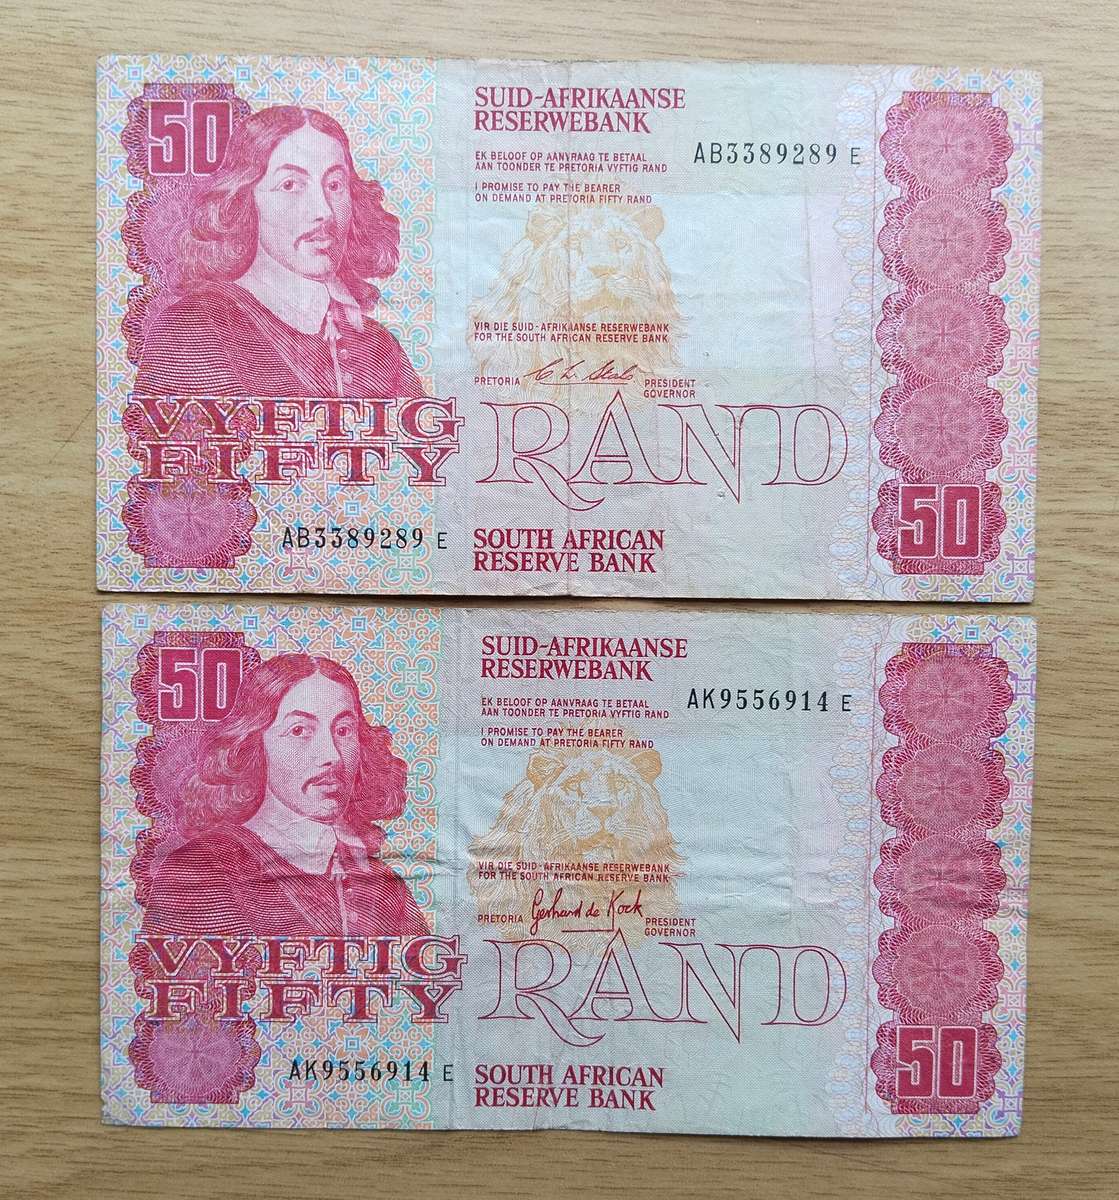 50
SUID-AFRIKAANSE
RESERWEBANK
EK BELOOF OP AANVRAAG TE BETAAL
AAN TOONDER TE PRETORIA VYFTIG RAND
AB3389289 E
I PROMISE TO PAY THE BEARER
ON DEMAND AT PRETORIA FIFTY RAND
VIR DIE SUID-AFRIKAANSE RESERWEBANK
FOR THE SOUTH AFRICAN RESERVE BANK
PRETORIA
PRESIDENT
GOVERNOR
VYFTIG
FIFTY
RAND
AB3389289 E
SOUTH AFRICAN
RESERVE BANK
50
50
SUID-AFRIKAANSE
RESERWEBANK
EK BELOOF OP AANVRAAG TE BETAAL
AAN TOONDER TE PRETORIA VYFTIG RAND
AK9556914 E
I PROMISE TO PAY THE BEARER
ON DEMAND AT PRETORIA FIFTY RAND
VIR DIE SUID-AFRIKAANSE RESERWEBANK
FOR THE SOUTH AFRICAN RESERVE BANK
PRETORIA Gerhard de Kock PRESIDENT
GOVERNOR
VYFTIG
FIFTY
RAND
AK9556914 E
SOUTH AFRICAN
RESERVE BANK
50